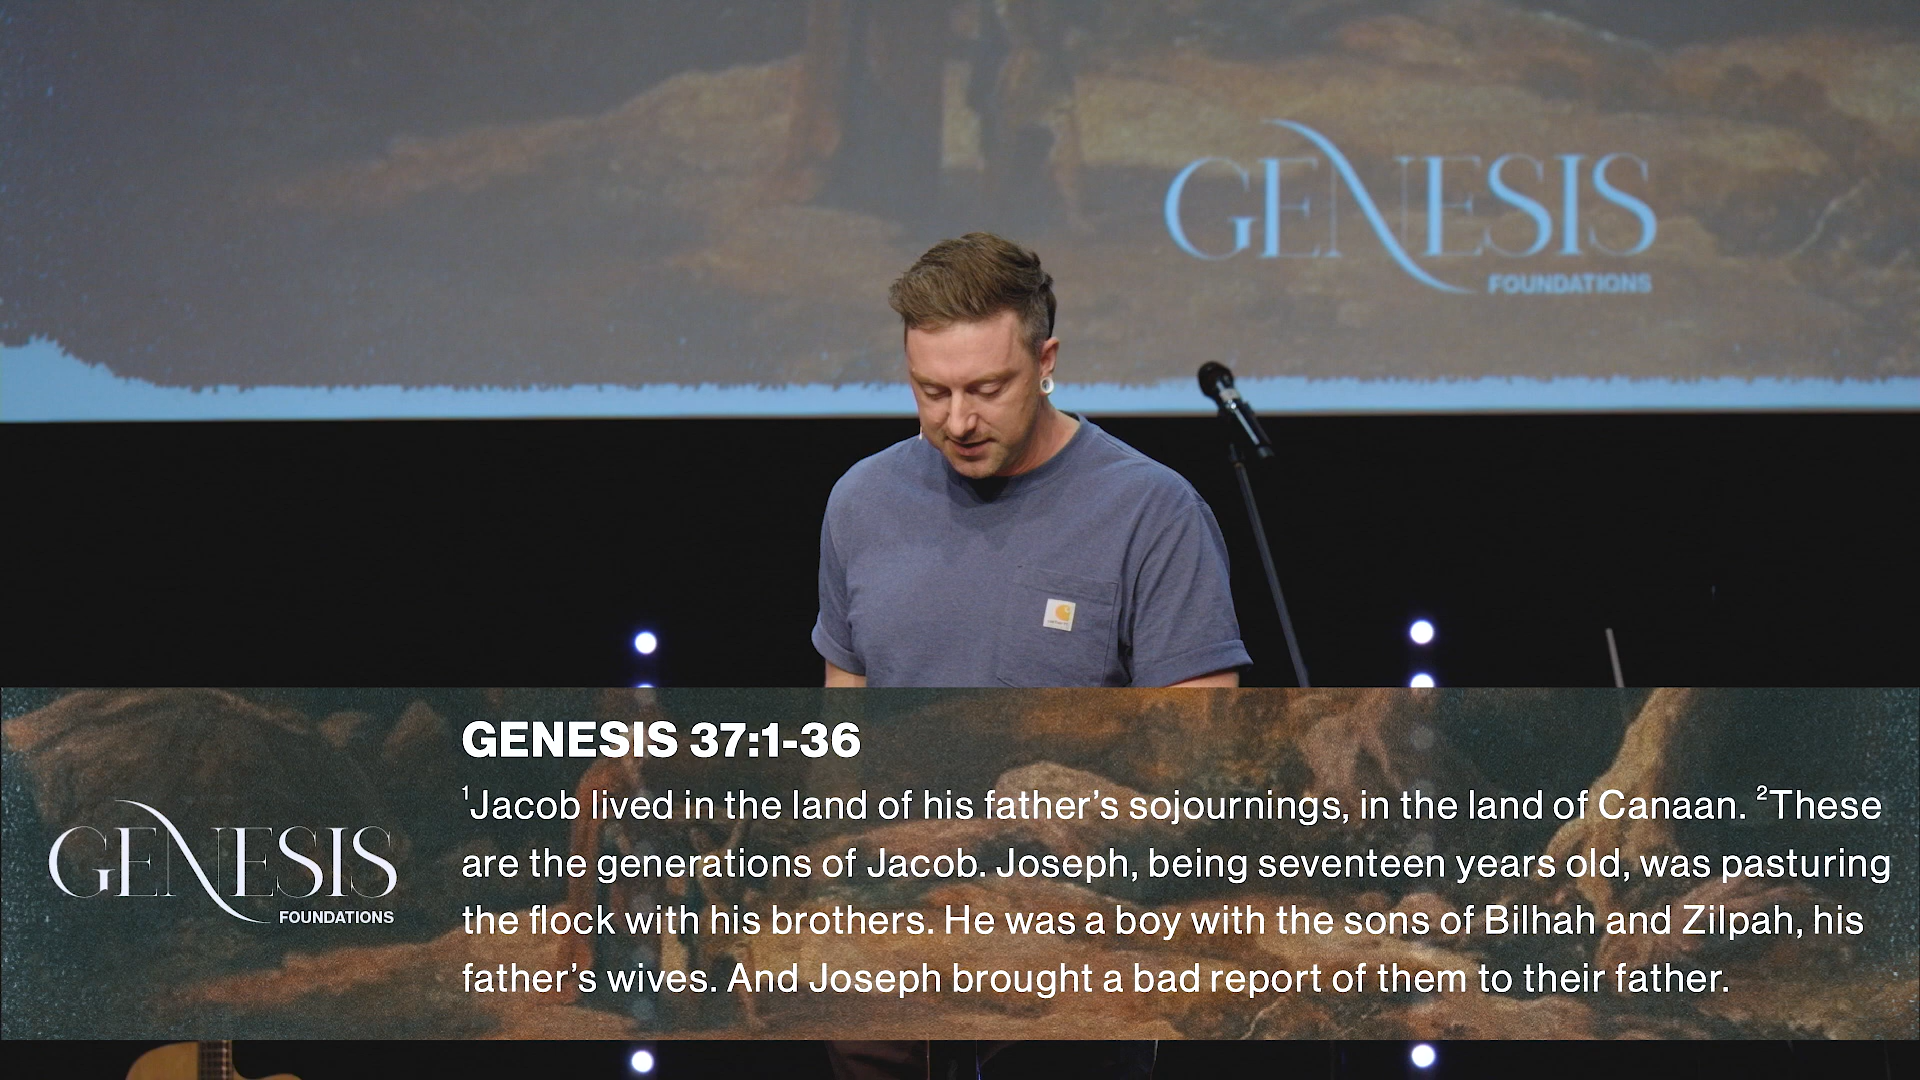 GENESIS
FOUNDATIONS
GENESIS 37:1-36
¹Jacob lived in the land of his father’s sojournings, in the land of Canaan. ²These
are the generations of Jacob. Joseph, being seventeen years old, was pasturing
the flock with his brothers. He was a boy with the sons of Bilhah and Zilpah, his
father’s wives. And Joseph brought a bad report of them to their father.
GENESIS
FOUNDATIONS